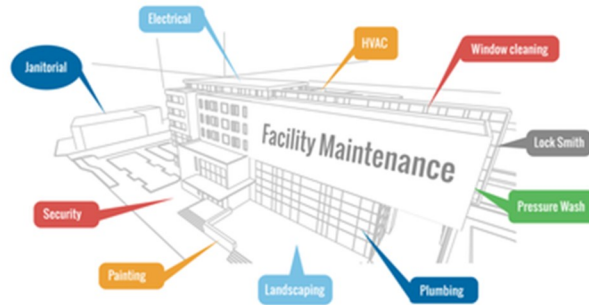 Electrical
HVAC
Window cleaning
Janitorial
Facility Maintenance
Lock Smith
Pressure Wash
Security
Painting
Landscaping
Plumbing